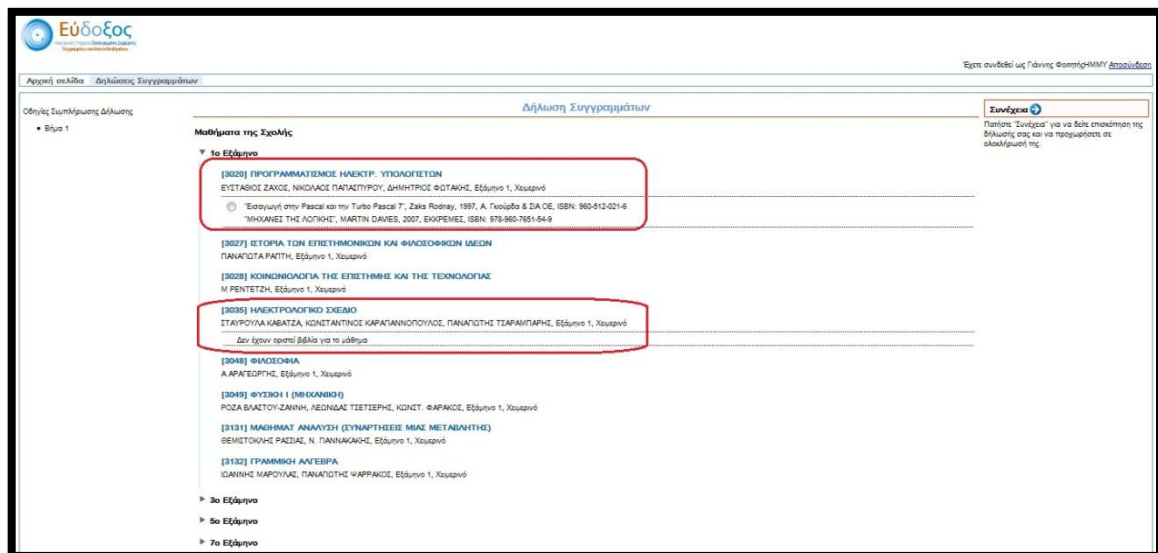 Εύδοξος
Έχετε συνδεθεί ως Γιάννης ΦοιτητήςΗΜΜΥ Αποσύνδεση
Αρχική σελίδα Δηλώσεις Συγγραμμάτων
Οδηγίες Συμπλήρωσης Δήλωσης
Βήμα 1
Δήλωση Συγγραμμάτων
Μαθήματα της Σχολής
1ο Εξάμηνο
[3020] ΠΡΟΓΡΑΜΜΑΤΙΣΜΟΣ ΗΛΕΚΤΡ. ΥΠΟΛΟΓΙΣΤΩΝ
ΕΥΣΤΑΘΙΟΣ ΖΑΧΟΣ, ΝΙΚΟΛΑΟΣ ΠΑΠΑΣΠΥΡΟΥ, ΔΗΜΗΤΡΙΟΣ ΦΩΤΑΚΗΣ, Εξάμηνο 1, Χειμερινό
"Εισαγωγή στην Pascal και την Turbo Pascal 7", Zaks Rodnay, 1997, Α. Γκιούρδα & ΣΙΑ ΟΕ, ISBN: 960-512-021-6
"ΜΗΧΑΝΕΣ ΤΗΣ ΛΟΓΙΚΗΣ", MARTIN DAVIES, 2007, ΕΚΚΡΕΜΕΣ, ISBN: 978-960-7651-54-9
[3027] ΙΣΤΟΡΙΑ ΤΩΝ ΕΠΙΣΤΗΜΟΝΙΚΩΝ ΚΑΙ ΦΙΛΟΣΟΦΙΚΩΝ ΙΔΕΩΝ
ΠΑΝΑΓΙΩΤΑ ΡΑΠΤΗ, Εξάμηνο 1, Χειμερινό
[3028] ΚΟΙΝΩΝΙΟΛΟΓΙΑ ΤΗΣ ΕΠΙΣΤΗΜΗΣ ΚΑΙ ΤΗΣ ΤΕΧΝΟΛΟΓΙΑΣ
Μ ΡΕΝΤΕΤΖΗ, Εξάμηνο 1, Χειμερινό
[3035] ΗΛΕΚΤΡΟΛΟΓΙΚΟ ΣΧΕΔΙΟ
ΣΤΑΥΡΟΥΛΑ ΚΑΒΑΤΖΑ, ΚΩΝΣΤΑΝΤΙΝΟΣ ΚΑΡΑΓΙΑΝΝΟΠΟΥΛΟΣ, ΠΑΝΑΓΙΩΤΗΣ ΤΣΑΡΑΜΠΑΡΗΣ, Εξάμηνο 1, Χειμερινό
Δεν έχουν οριστεί βιβλία για το μάθημα
[3048] ΦΙΛΟΣΟΦΙΑ
Α ΑΡΑΓΕΩΡΓΗΣ, Εξάμηνο 1, Χειμερινό
[3049] ΦΥΣΙΚΗ Ι (ΜΗΧΑΝΙΚΗ)
ΡΟΖΑ ΒΛΑΣΤΟΥ-ΖΑΝΝΗ, ΛΕΩΝΙΔΑΣ ΤΣΕΤΣΕΡΗΣ, ΚΩΝΣΤ. ΦΑΡΑΚΟΣ, Εξάμηνο 1, Χειμερινό
[3131] ΜΑΘΗΜΑΤ ΑΝΑΛΥΣΗ (ΣΥΝΑΡΤΗΣΕΙΣ ΜΙΑΣ ΜΕΤΑΒΛΗΤΗΣ)
ΘΕΜΙΣΤΟΚΛΗΣ ΡΑΣΣΙΑΣ, Ν. ΓΙΑΝΝΑΚΑΚΗΣ, Εξάμηνο 1, Χειμερινό
[3132] ΓΡΑΜΜΙΚΗ ΑΛΓΕΒΡΑ
ΙΩΑΝΝΗΣ ΜΑΡΟΥΛΑΣ, ΠΑΝΑΓΙΩΤΗΣ ΨΑΡΡΑΚΟΣ, Εξάμηνο 1, Χειμερινό
3ο Εξάμηνο
5ο Εξάμηνο
7ο Εξάμηνο
Συνέχεια
Πατήστε "Συνέχεια" για να δείτε επισκόπηση της
δήλωσής σας και να προχωρήσετε σε
ολοκλήρωσή της.